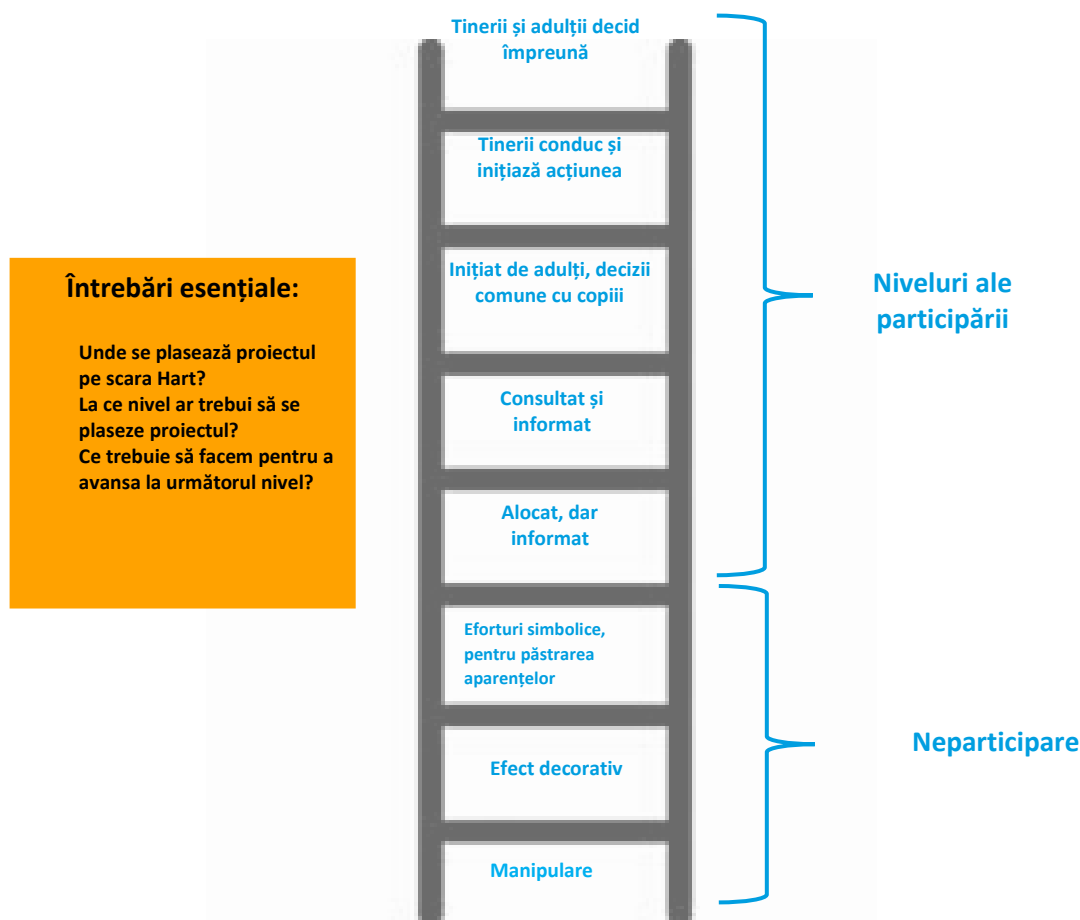 Tinerii și adulții decid
împreună
Tinerii conduc și
inițiază acțiunea
Inițiat de adulți, decizii
comune cu copiii
Consultat și
informat
Alocat, dar
informat
Eforturi simbolice,
pentru păstrarea
aparențelor
Efect decorativ
Manipulare
Întrebări esențiale:
Unde se plasează proiectul
pe scara Hart?
La ce nivel ar trebui să se
plaseze proiectul?
Ce trebuie să facem pentru a
avansa la următorul nivel?
Niveluri ale
participării
Neparticipare